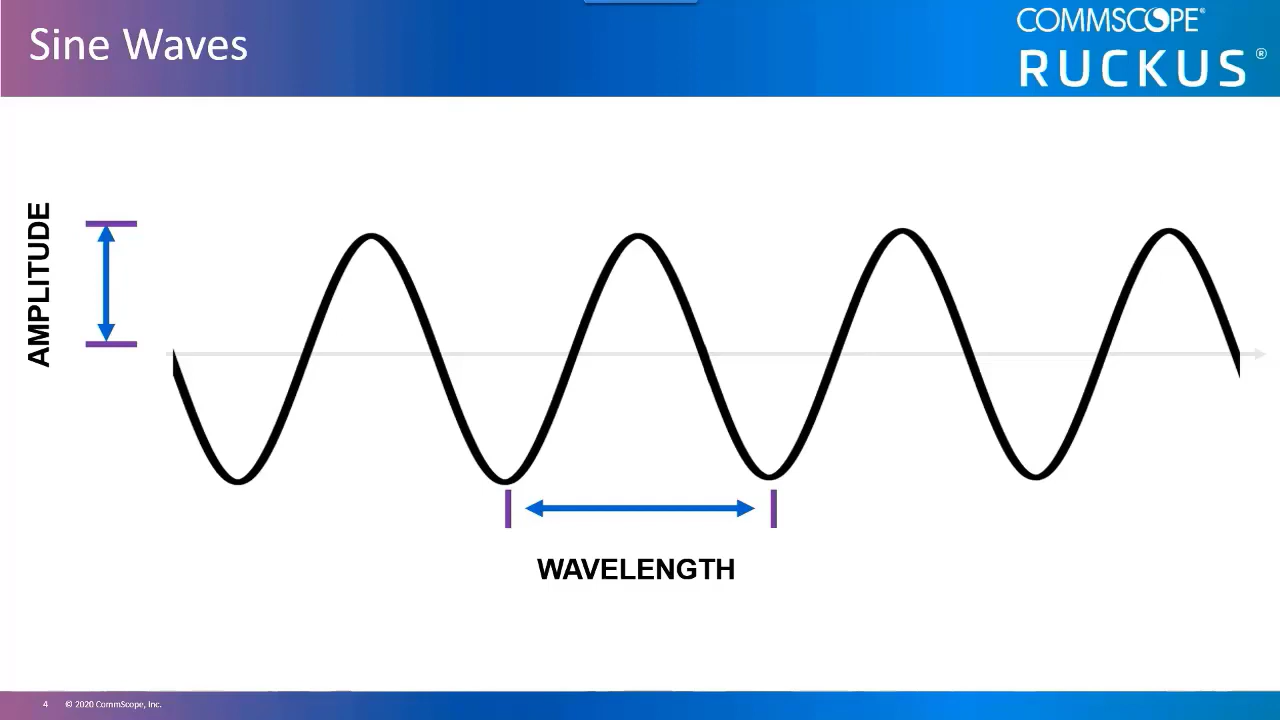 Sine Waves
COMMSCOPE®
RUCKUS®
AMPLITUDE
WAVELENGTH
4 © 2020 CommScope, Inc.